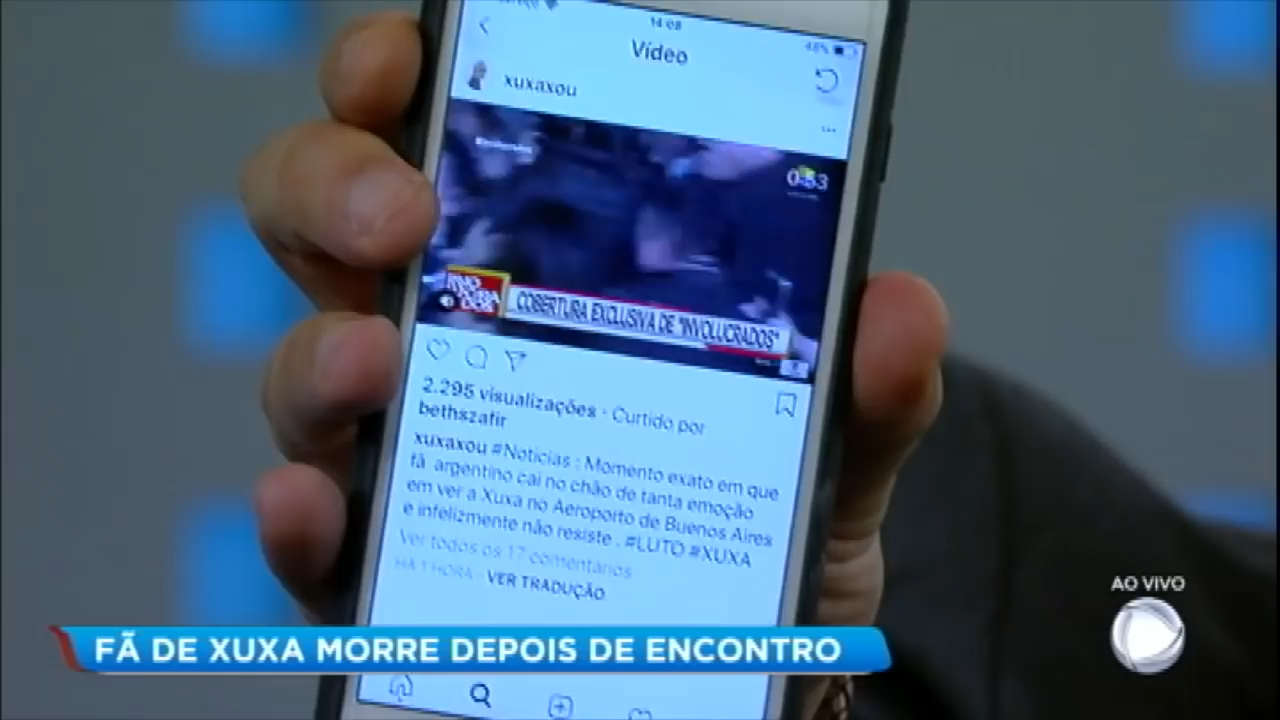 14:08
48%
Vídeo
xuxaxou
0:53
COBERTURA EXCLUSIVA DE "INVOLUCRADOS"
2.295 visualizações · Curtido por
bethszafir
xuxaxou #Noticias : Momento exato em que
fã argentino cai no chão de tanta emoção
em ver a Xuxa no Aeroporto de Buenos Aires
e infelizmente não resiste . #LUTO #XUXA
Ver todos os 17 comentários
HÁ 1 HORA · VER TRADUÇÃO
AO VIVO
FÃ DE XUXA MORRE DEPOIS DE ENCONTRO